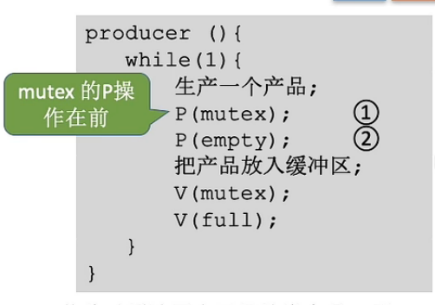 producer (){
while(1){
生产一个产品;
mutex 的P操
作在前
P(mutex); ①
P(empty); ②
把产品放入缓冲区;
V(mutex);
V(full);
}
}